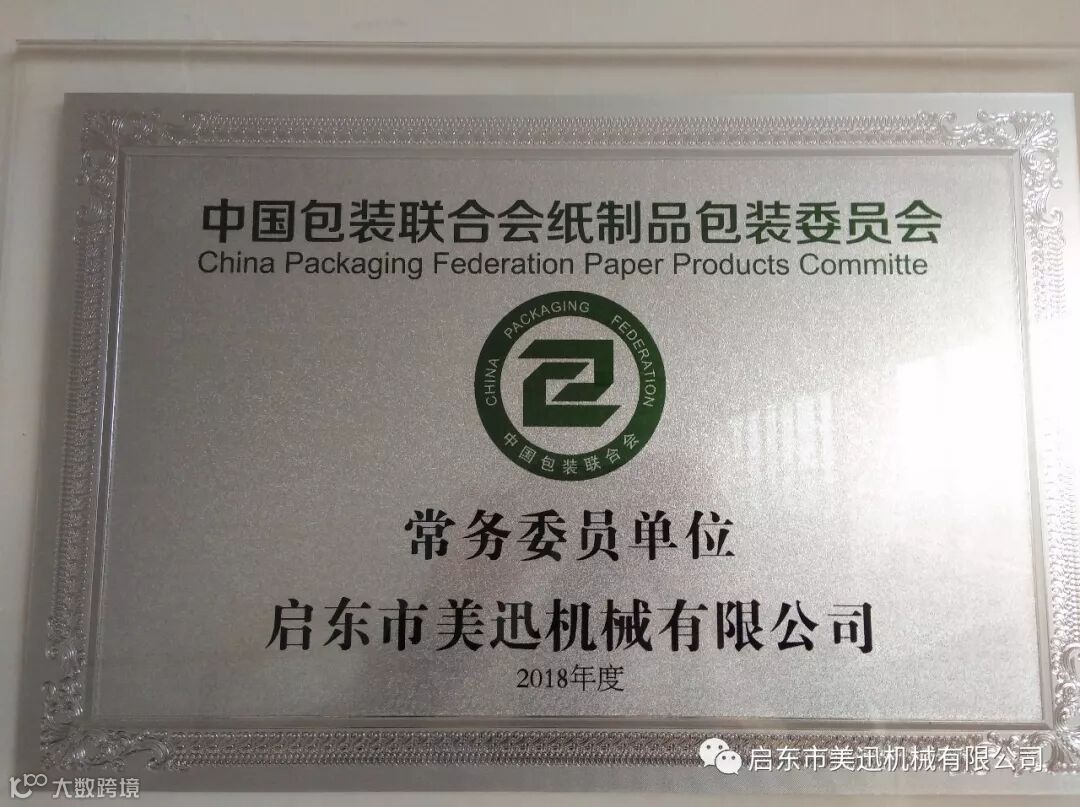 中国包装联合会纸制品包装委员会
China Packaging Federation Paper Products Committe
CHINA PACKAGING FEDERATION
中国包装联合会
常务委员单位
启东市美迅机械有限公司
2018年度
启东市美迅机械有限公司
大数跨境